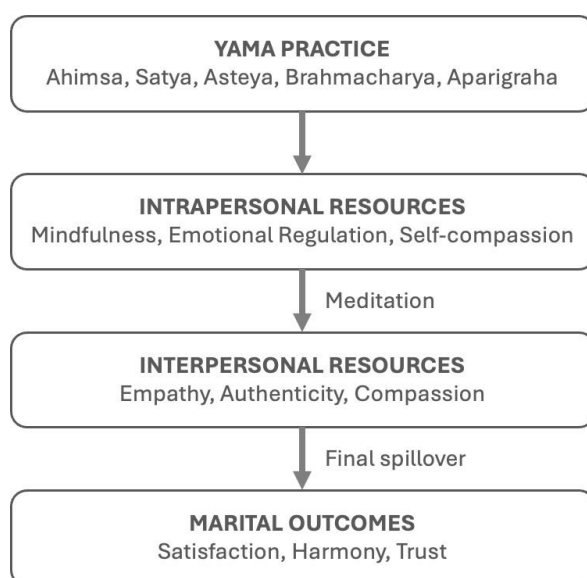 YAMA PRACTICE
Ahimsa, Satya, Asteya, Brahmacharya, Aparigraha
INTRAPERSONAL RESOURCES
Mindfulness, Emotional Regulation, Self-compassion
Meditation
INTERPERSONAL RESOURCES
Empathy, Authenticity, Compassion
Final spillover
MARITAL OUTCOMES
Satisfaction, Harmony, Trust